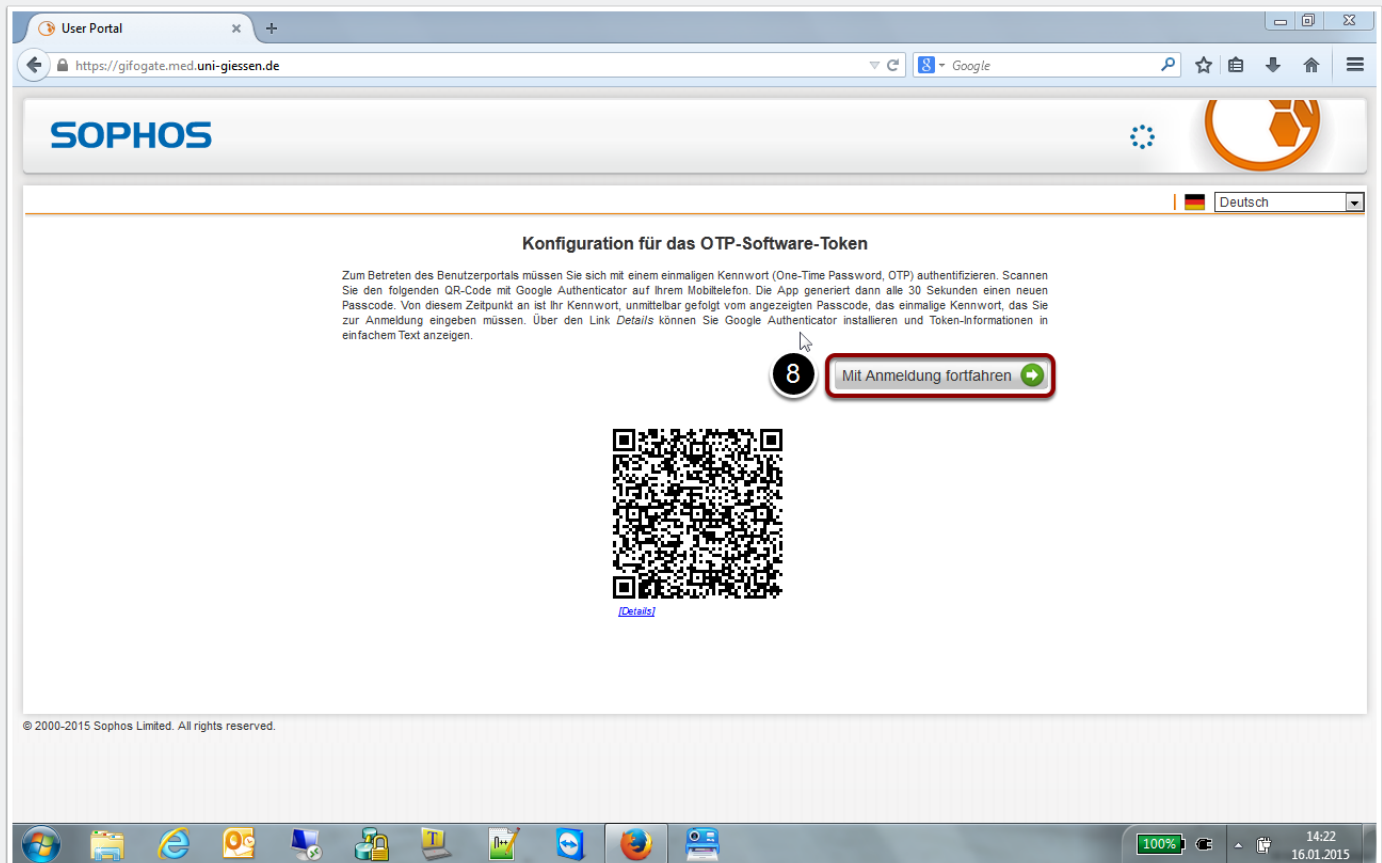 User Portal
https://gifogate.med.uni-giessen.de
Google
SOPHOS
Deutsch
Konfiguration für das OTP-Software-Token
Zum Betreten des Benutzerportals müssen Sie sich mit einem einmaligen Kennwort (One-Time Password, OTP) authentifizieren. Scannen
Sie den folgenden QR-Code mit Google Authenticator auf Ihrem Mobiltelefon. Die App generiert dann alle 30 Sekunden einen neuen
Passcode. Von diesem Zeitpunkt an ist Ihr Kennwort, unmittelbar gefolgt vom angezeigten Passcode, das einmalige Kennwort, das Sie
zur Anmeldung eingeben müssen. Über den Link Details können Sie Google Authenticator installieren und Token-Informationen in
einfachem Text anzeigen.
8 Mit Anmeldung fortfahren
[Details]
© 2000-2015 Sophos Limited. All rights reserved.
100%
14:22
16.01.2015